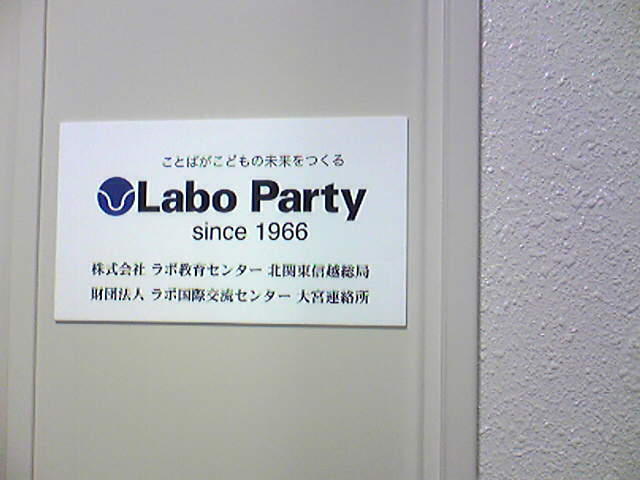 ことばがこどもの未来をつくる
Labo Party
since 1966
株式会社 ラボ教育センター 北関東信越総局
財団法人 ラボ国際交流センター 大宮連絡所